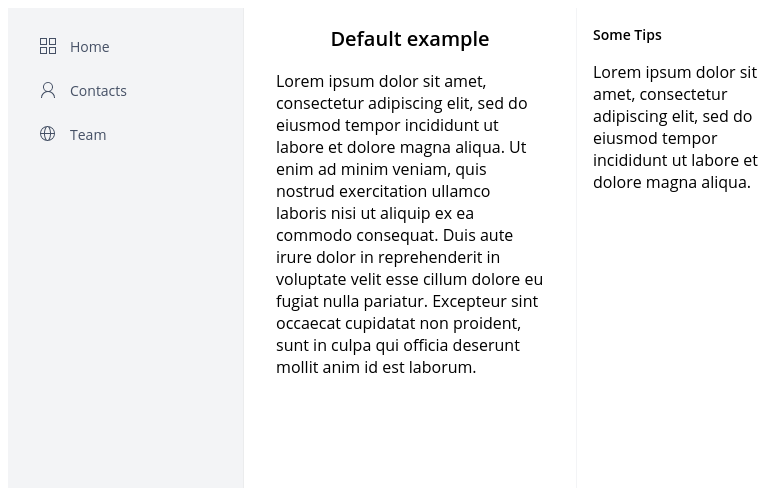 Home
Contacts
Team
Default example
Lorem ipsum dolor sit amet,
consectetur adipiscing elit, sed do
eiusmod tempor incididunt ut
labore et dolore magna aliqua. Ut
enim ad minim veniam, quis
nostrud exercitation ullamco
laboris nisi ut aliquip ex ea
commodo consequat. Duis aute
irure dolor in reprehenderit in
voluptate velit esse cillum dolore eu
fugiat nulla pariatur. Excepteur sint
occaecat cupidatat non proident,
sunt in culpa qui officia deserunt
mollit anim id est laborum.
Some Tips
Lorem ipsum dolor sit
amet, consectetur
adipiscing elit, sed do
eiusmod tempor
incididunt ut labore et
dolore magna aliqua.